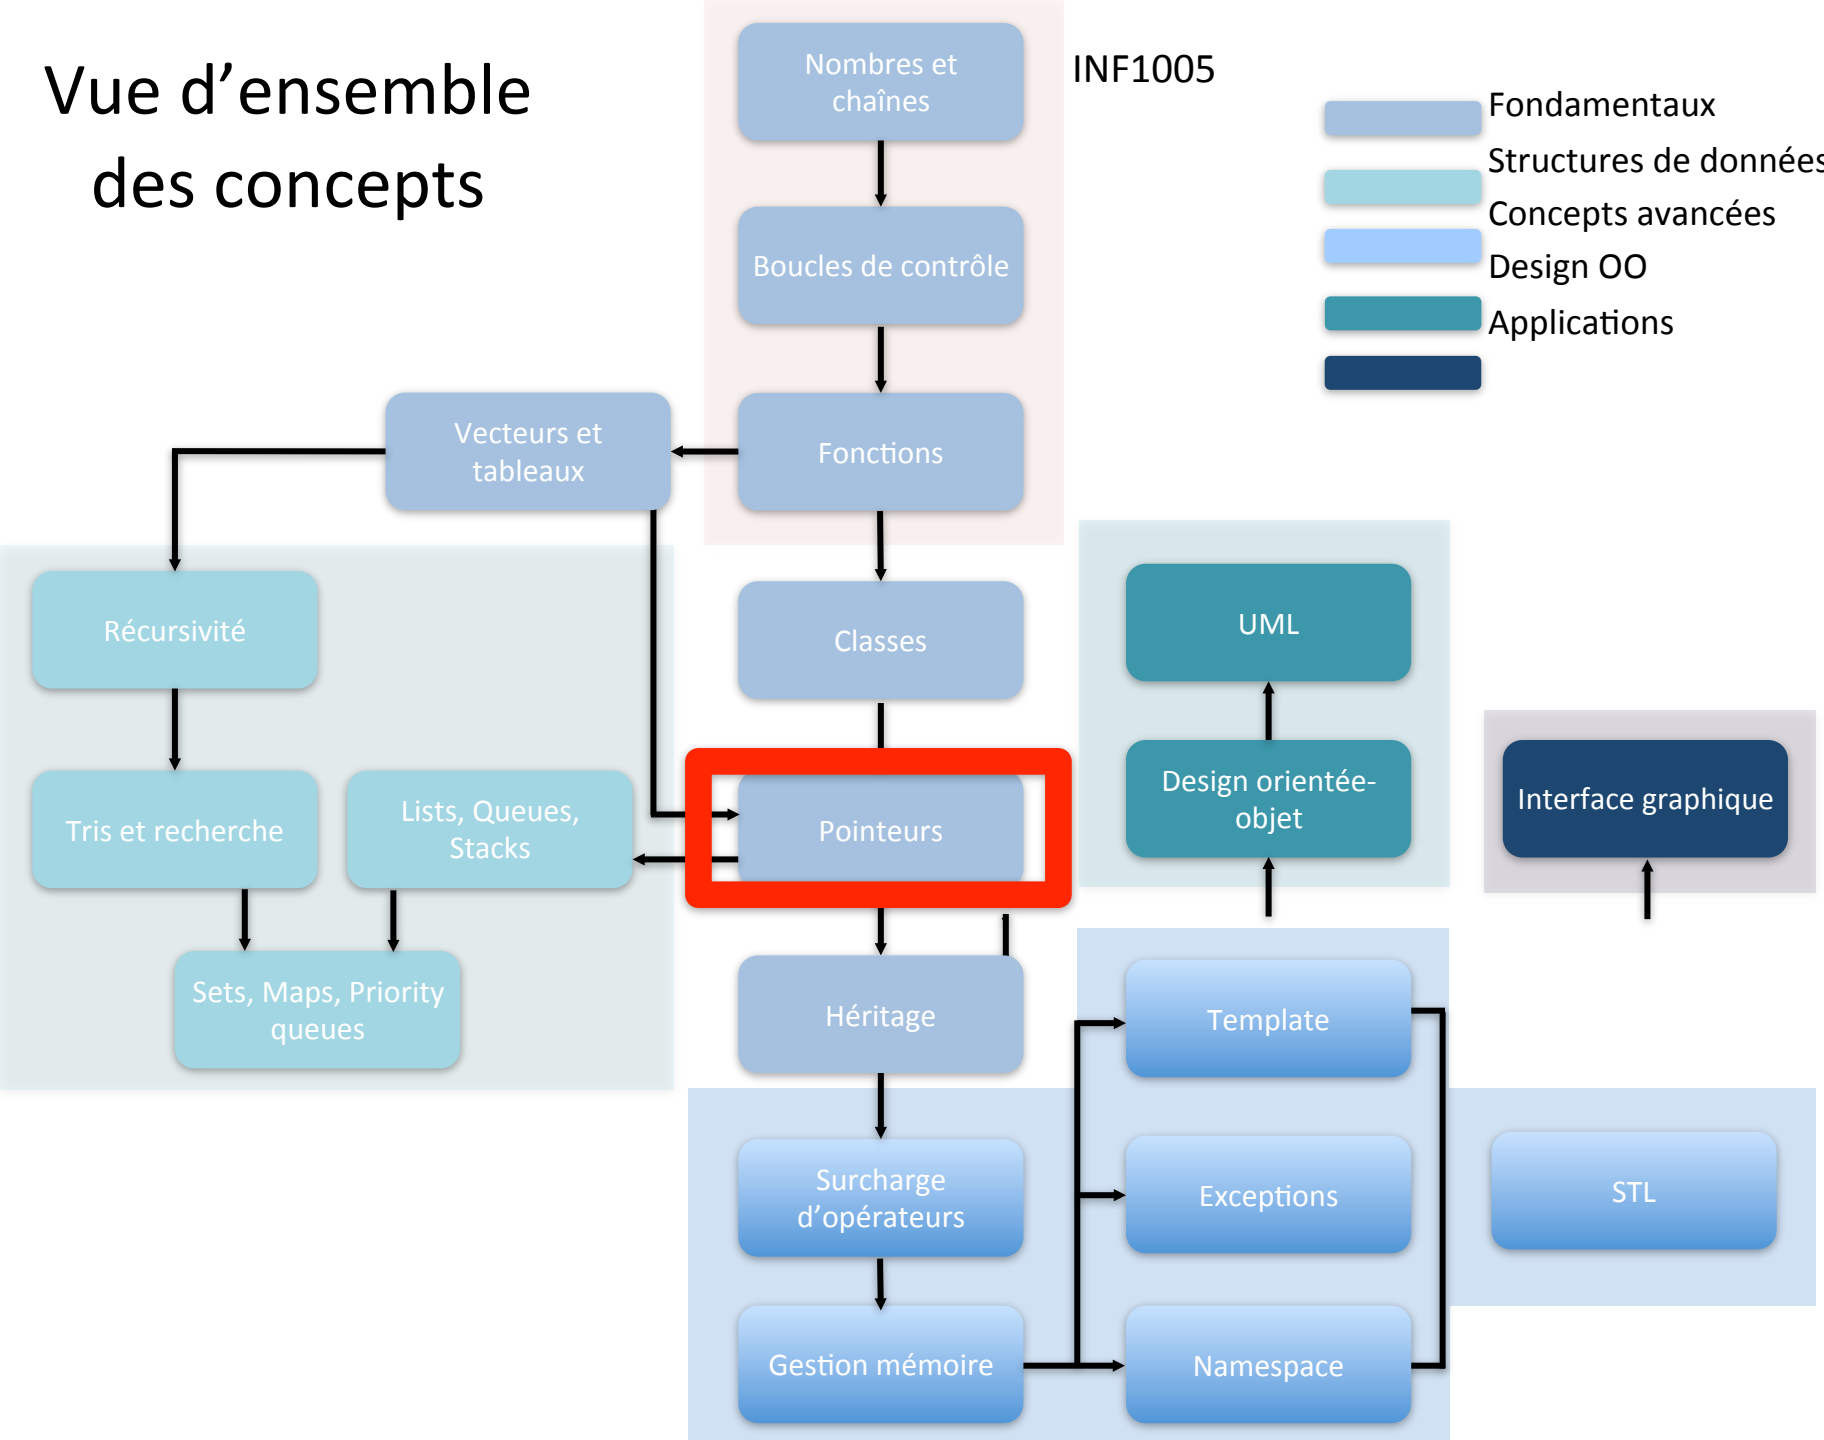 Vue d’ensemble
des concepts
INF1005
Fondamentaux
Structures de données
Concepts avancées
Design OO
Applications
Nombres et
chaînes
Boucles de contrôle
Vecteurs et
tableaux
Fonctions
Récursivité
Classes
UML
Tris et recherche
Lists, Queues,
Stacks
Pointeurs
Design orientée-
objet
Interface graphique
Sets, Maps, Priority
queues
Héritage
Template
Surcharge
d’opérateurs
Exceptions
STL
Gestion mémoire
Namespace